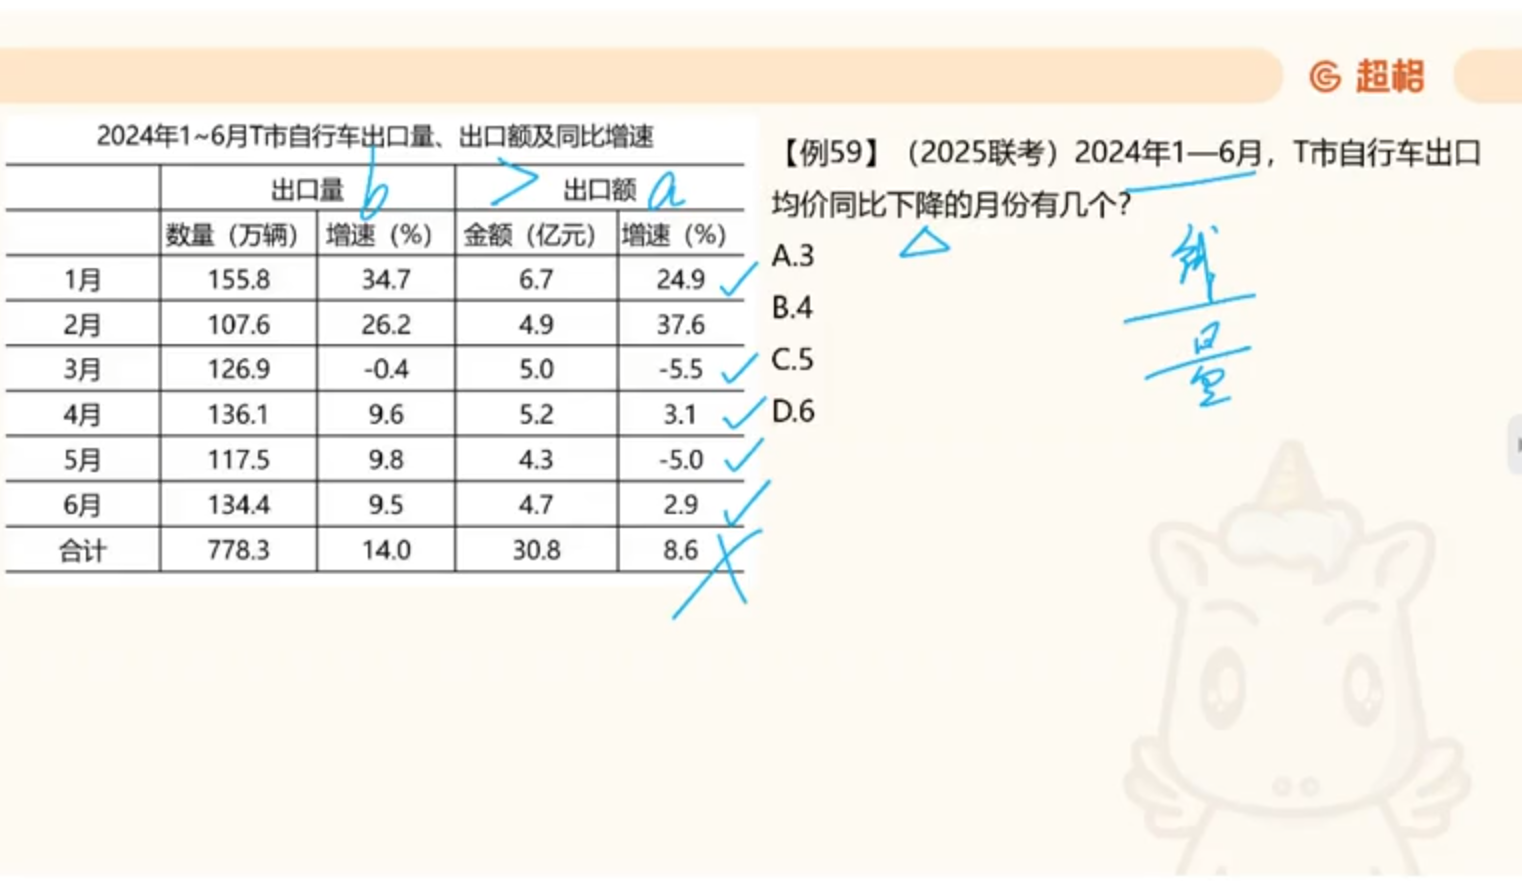 超格
2024年1~6月T市自行车出口量、出口额及同比增速
出口量 b > 出口额 a
数量（万辆） 增速（%） 金额（亿元） 增速（%）
1月 155.8 34.7 6.7 24.9
2月 107.6 26.2 4.9 37.6
3月 126.9 -0.4 5.0 -5.5
4月 136.1 9.6 5.2 3.1
5月 117.5 9.8 4.3 -5.0
6月 134.4 9.5 4.7 2.9
合计 778.3 14.0 30.8 8.6
【例59】（2025联考）2024年1—6月，T市自行车出口
均价同比下降的月份有几个?
A.3
B.4
C.5
D.6
量